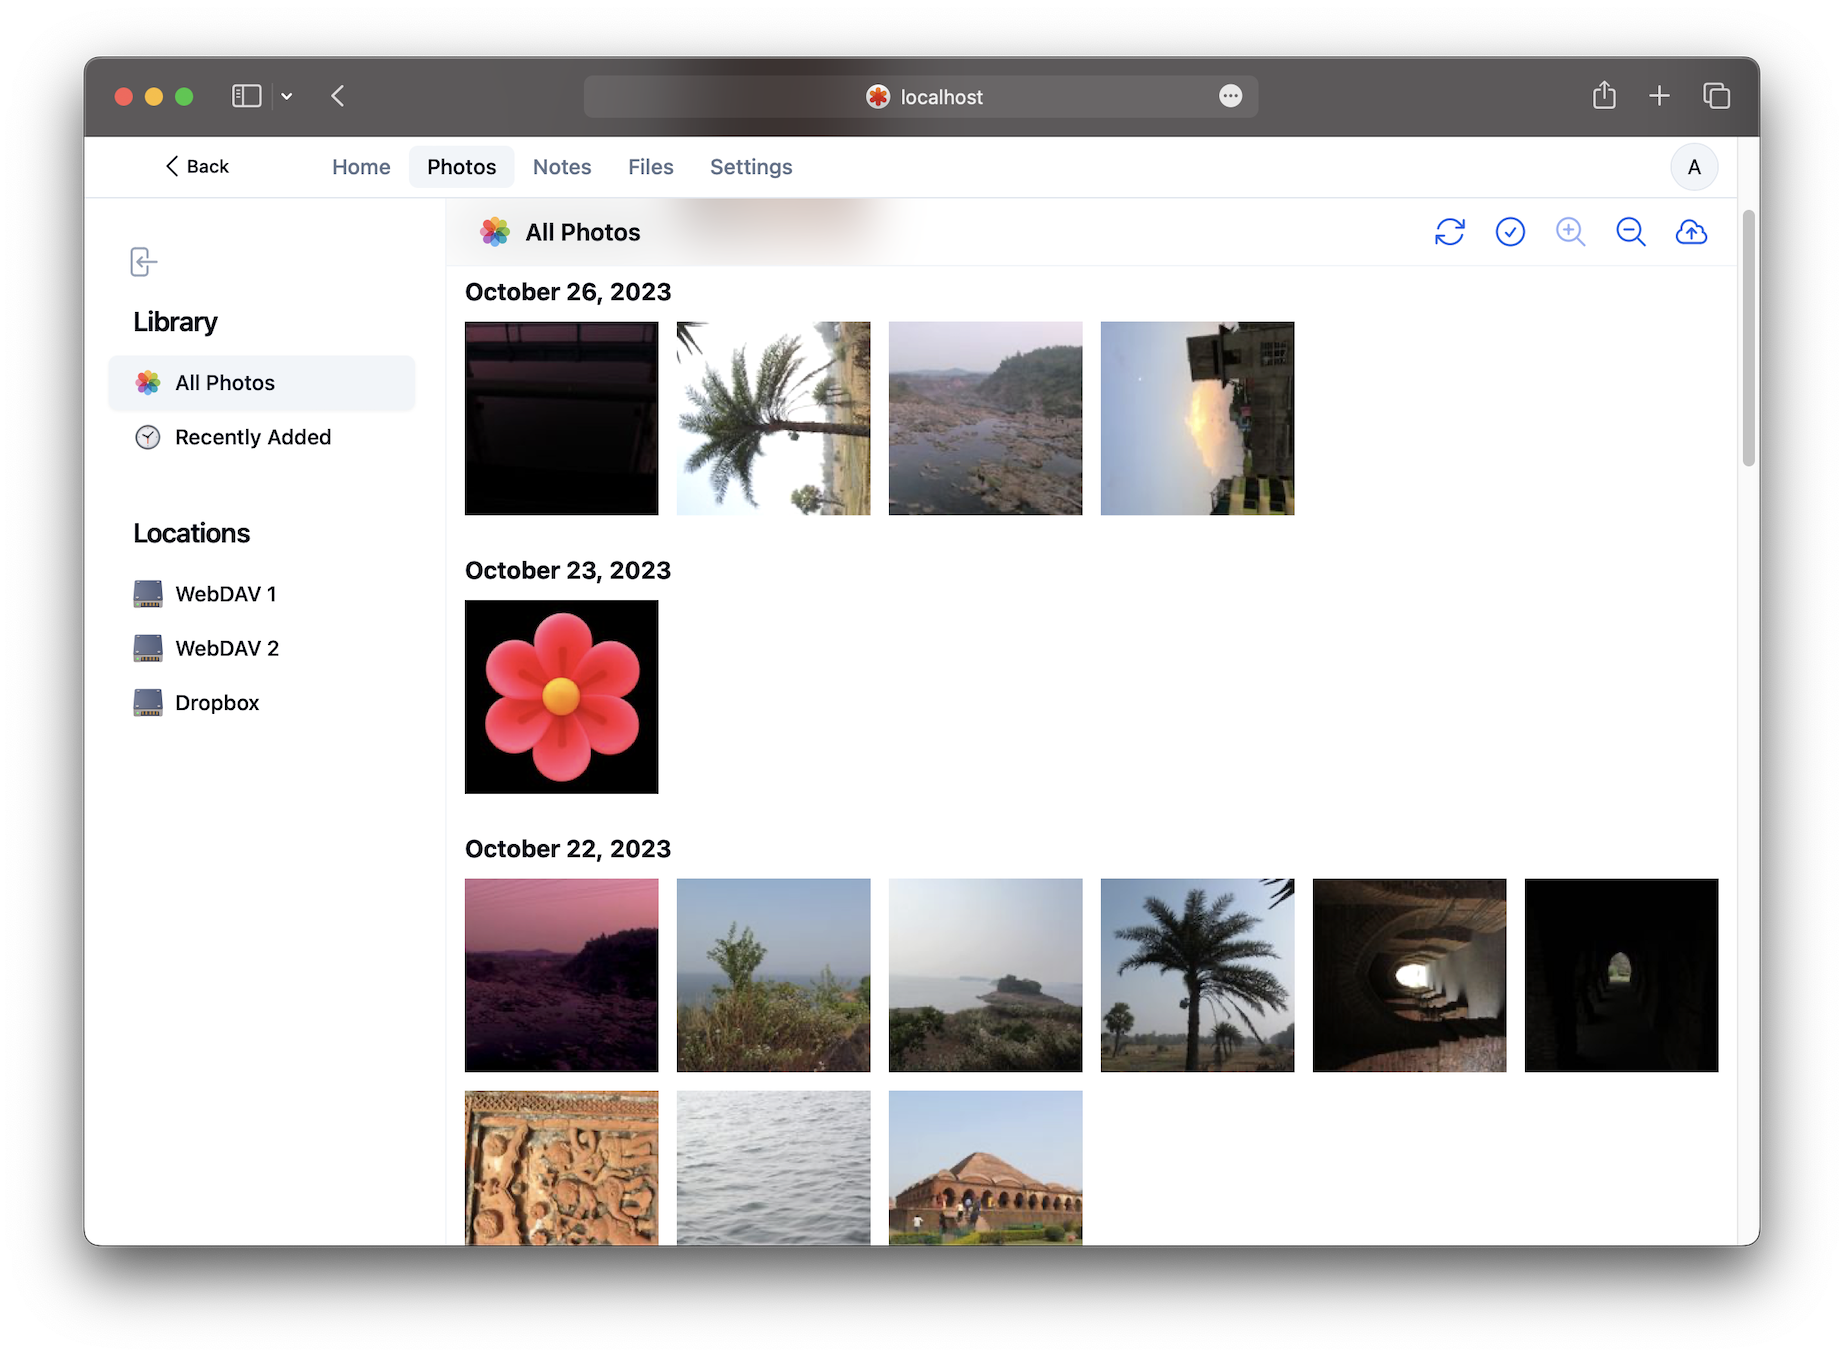 localhost
Back
Home
Photos
Notes
Files
Settings
A
All Photos
Library
All Photos
Recently Added
Locations
WebDAV 1
WebDAV 2
Dropbox
October 26, 2023
October 23, 2023
October 22, 2023